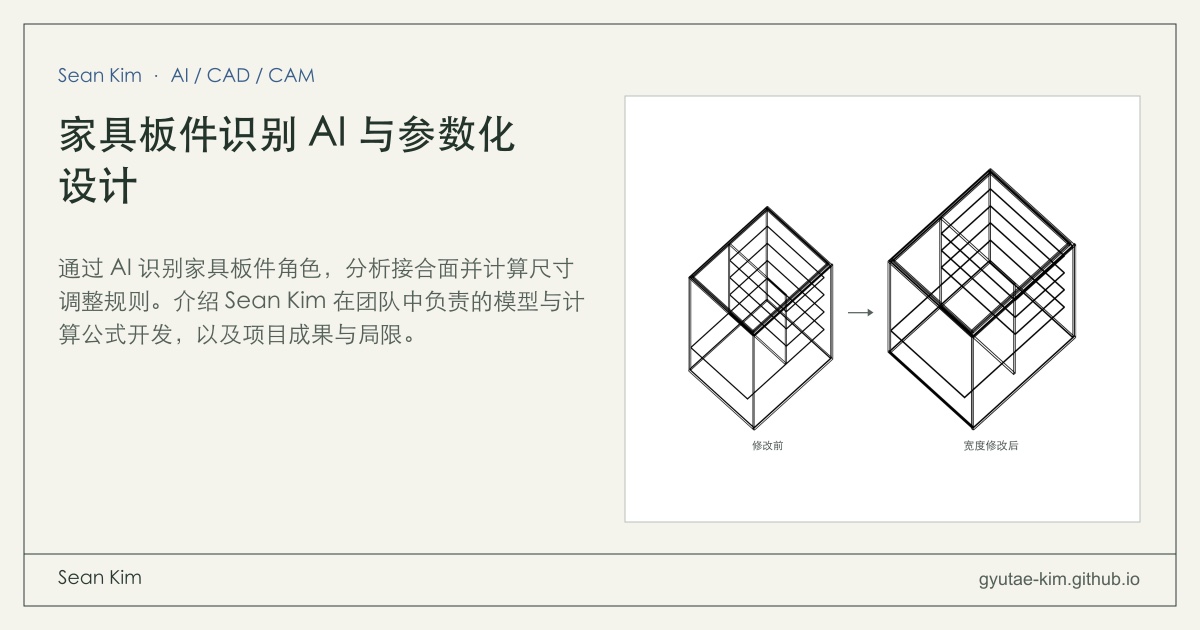 Sean Kim · AI / CAD / CAM
家具板件识别 AI 与参数化
设计
通过 AI 识别家具板件角色，分析接合面并计算尺寸
调整规则。介绍 Sean Kim 在团队中负责的模型与计
算公式开发，以及项目成果与局限。
修改前
宽度修改后
Sean Kim
gyutae-kim.github.io